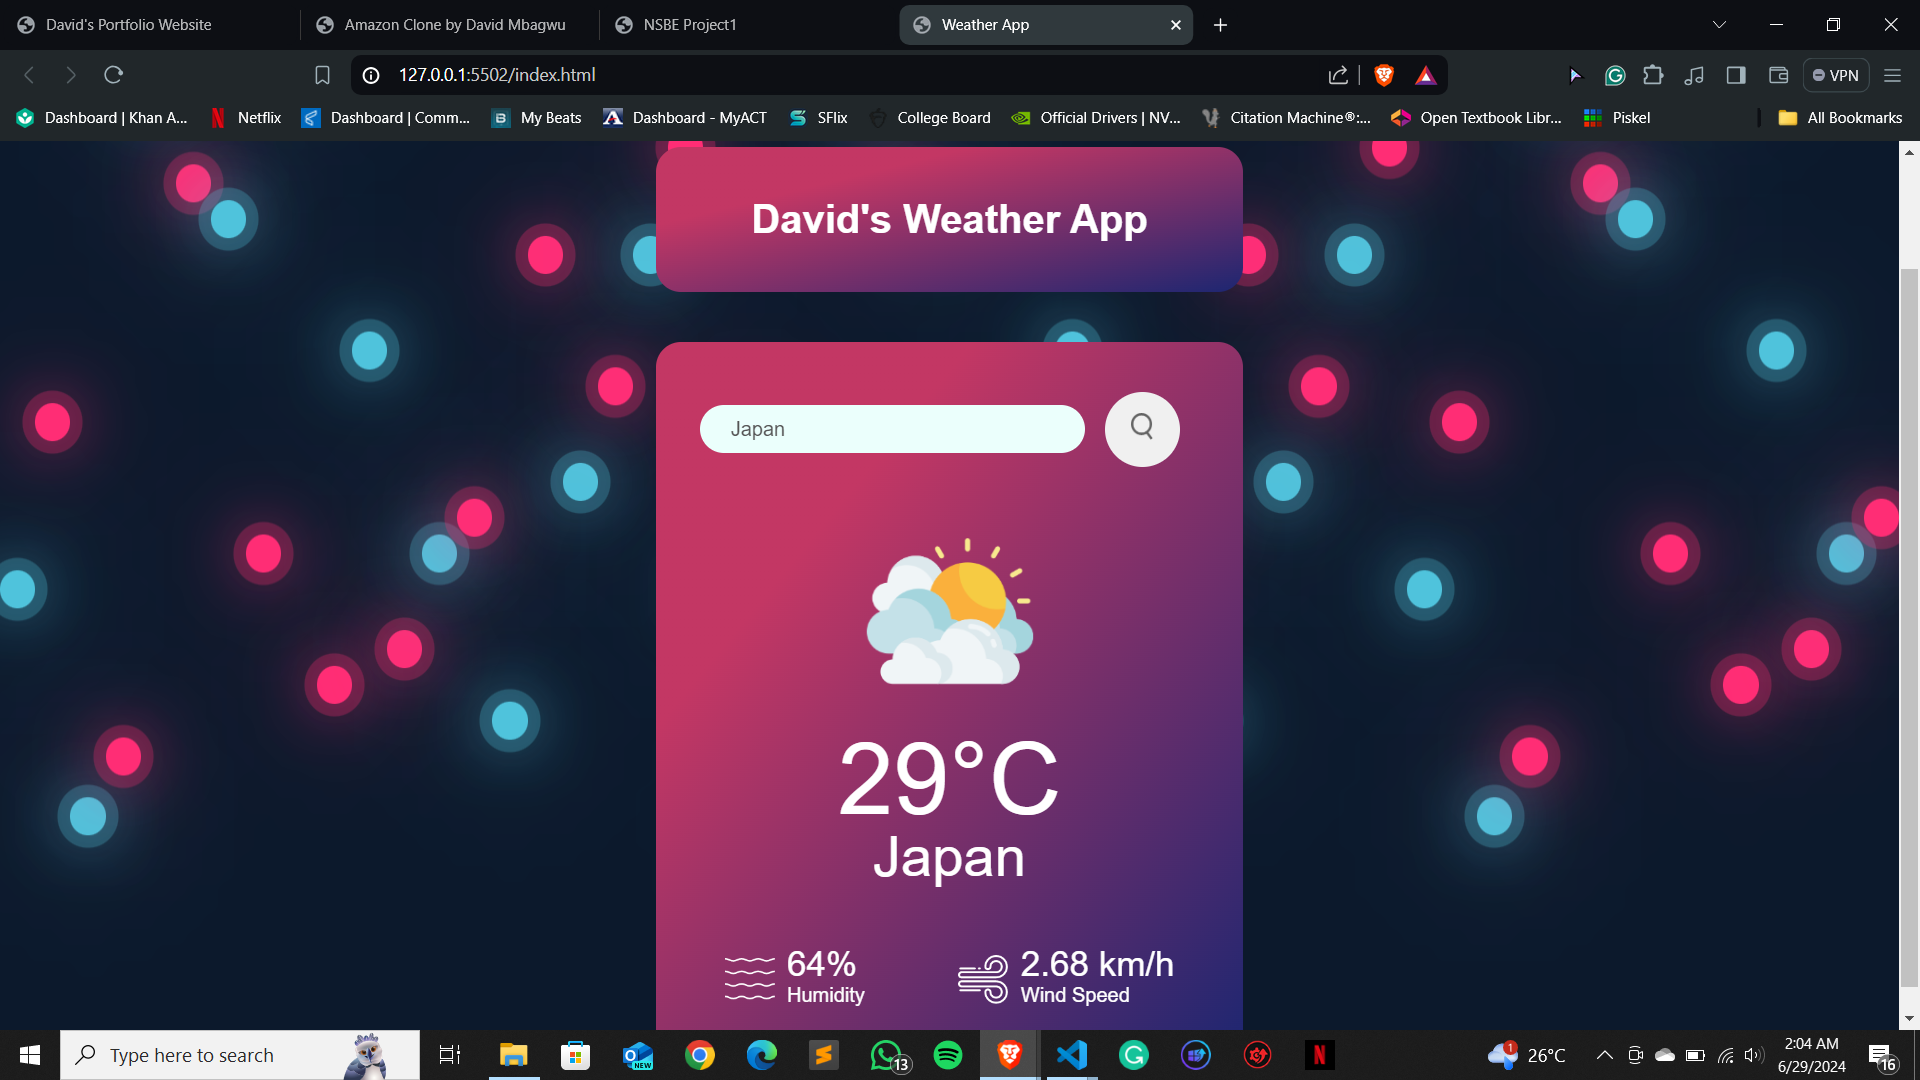 David's Portfolio Website
Amazon Clone by David Mbagwu
NSBE Project1
Weather App
127.0.0.1:5502/index.html
VPN
Dashboard | Khan A...
Netflix
Dashboard | Comm...
B
My Beats
Dashboard - MyACT
SFlix
College Board
Official Drivers | NV...
Citation Machine®:...
Open Textbook Libr...
Piskel
All Bookmarks
David's Weather App
Japan
29°C
Japan
64%
Humidity
2.68 km/h
Wind Speed
Type here to search
NEW
13
1
26°C
2:04 AM
6/29/2024
16